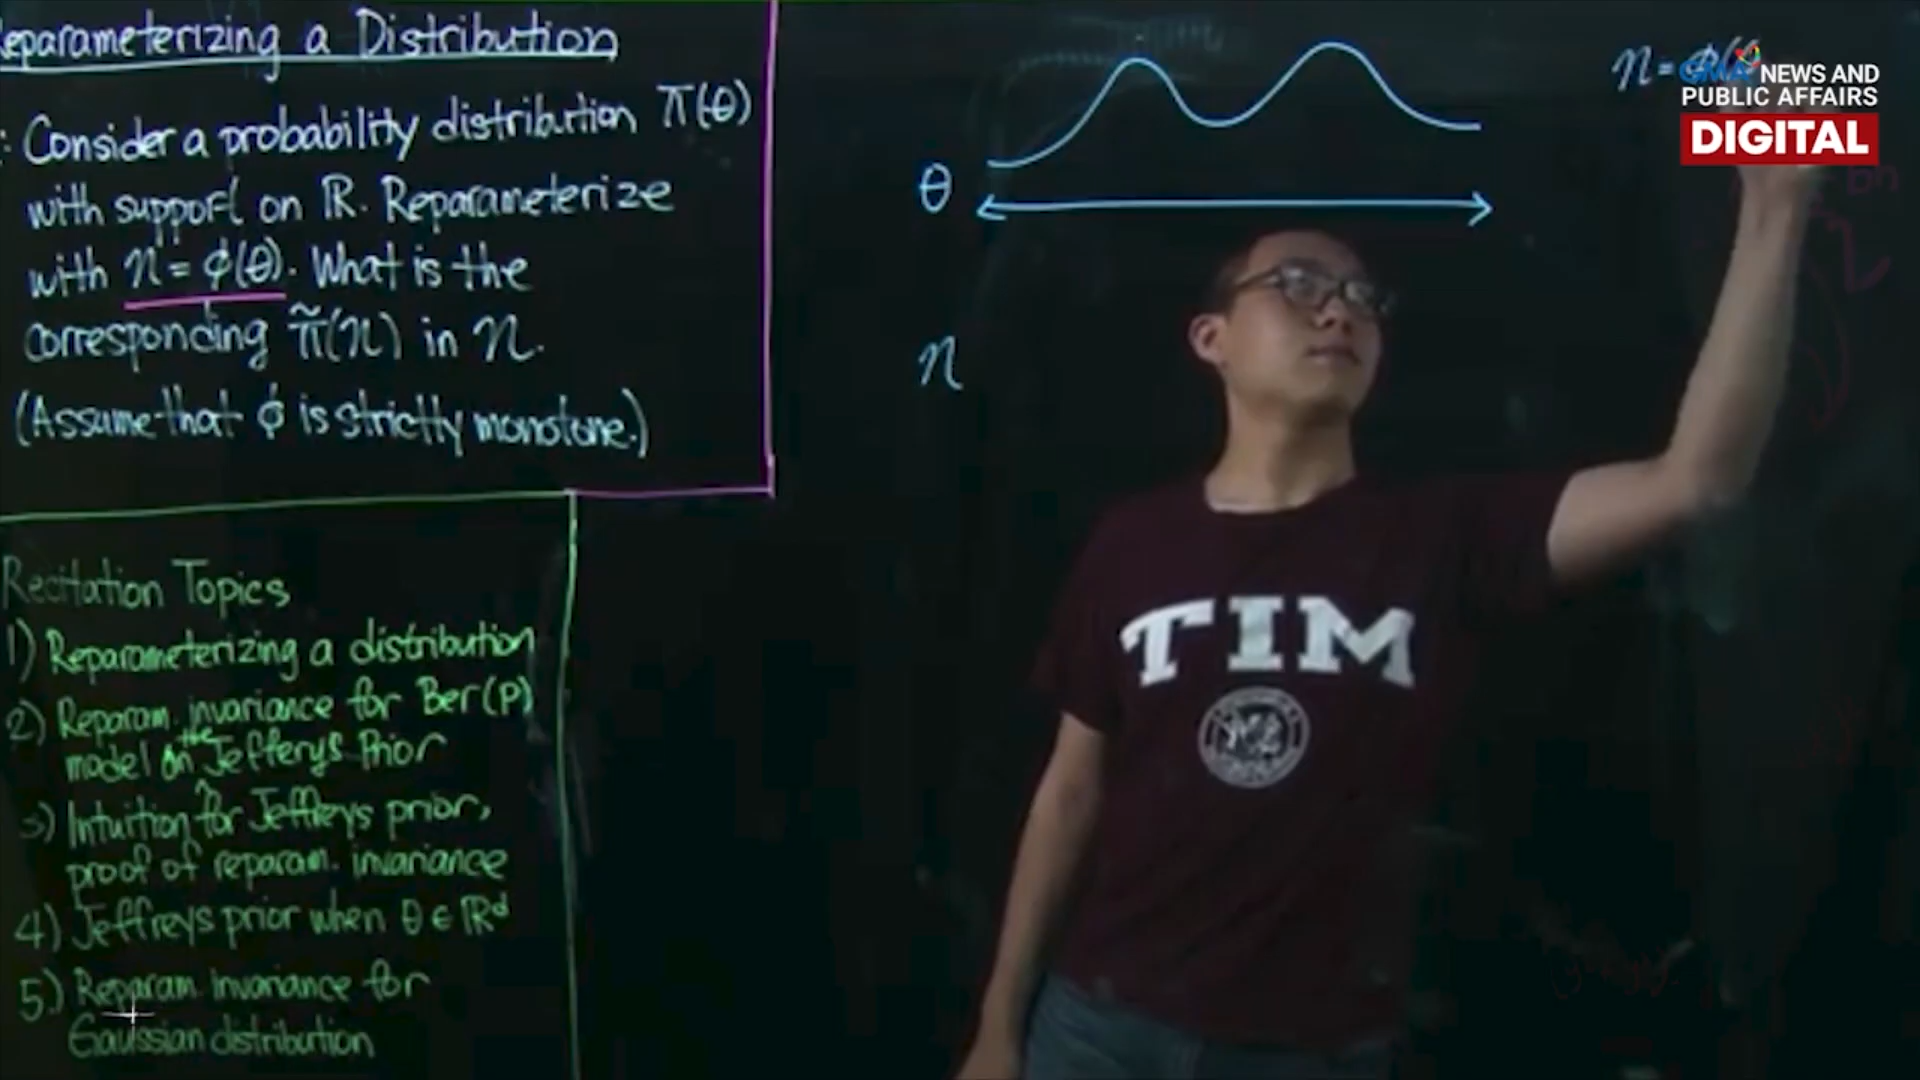 eparameterizing a Distribution
: Consider a probability distribution π(θ)
with support on ℝ. Reparameterize
with η = φ(θ). What is the
corresponding π̃(η) in η.
(Assume that φ is strictly monotone.)
Recitation Topics
1) Reparameterizing a distribution
2) Reparam. invariance for Ber(p)
model on the Jefferys Prior
3) Intuition for Jeffreys prior,
proof of reparam. invariance
4) Jeffreys prior when θ ∈ ℝᵈ
5.) Reparam. invariance for
Gaussian distribution
θ
η
η = φ(
GMA NEWS AND
PUBLIC AFFAIRS
DIGITAL
TIM